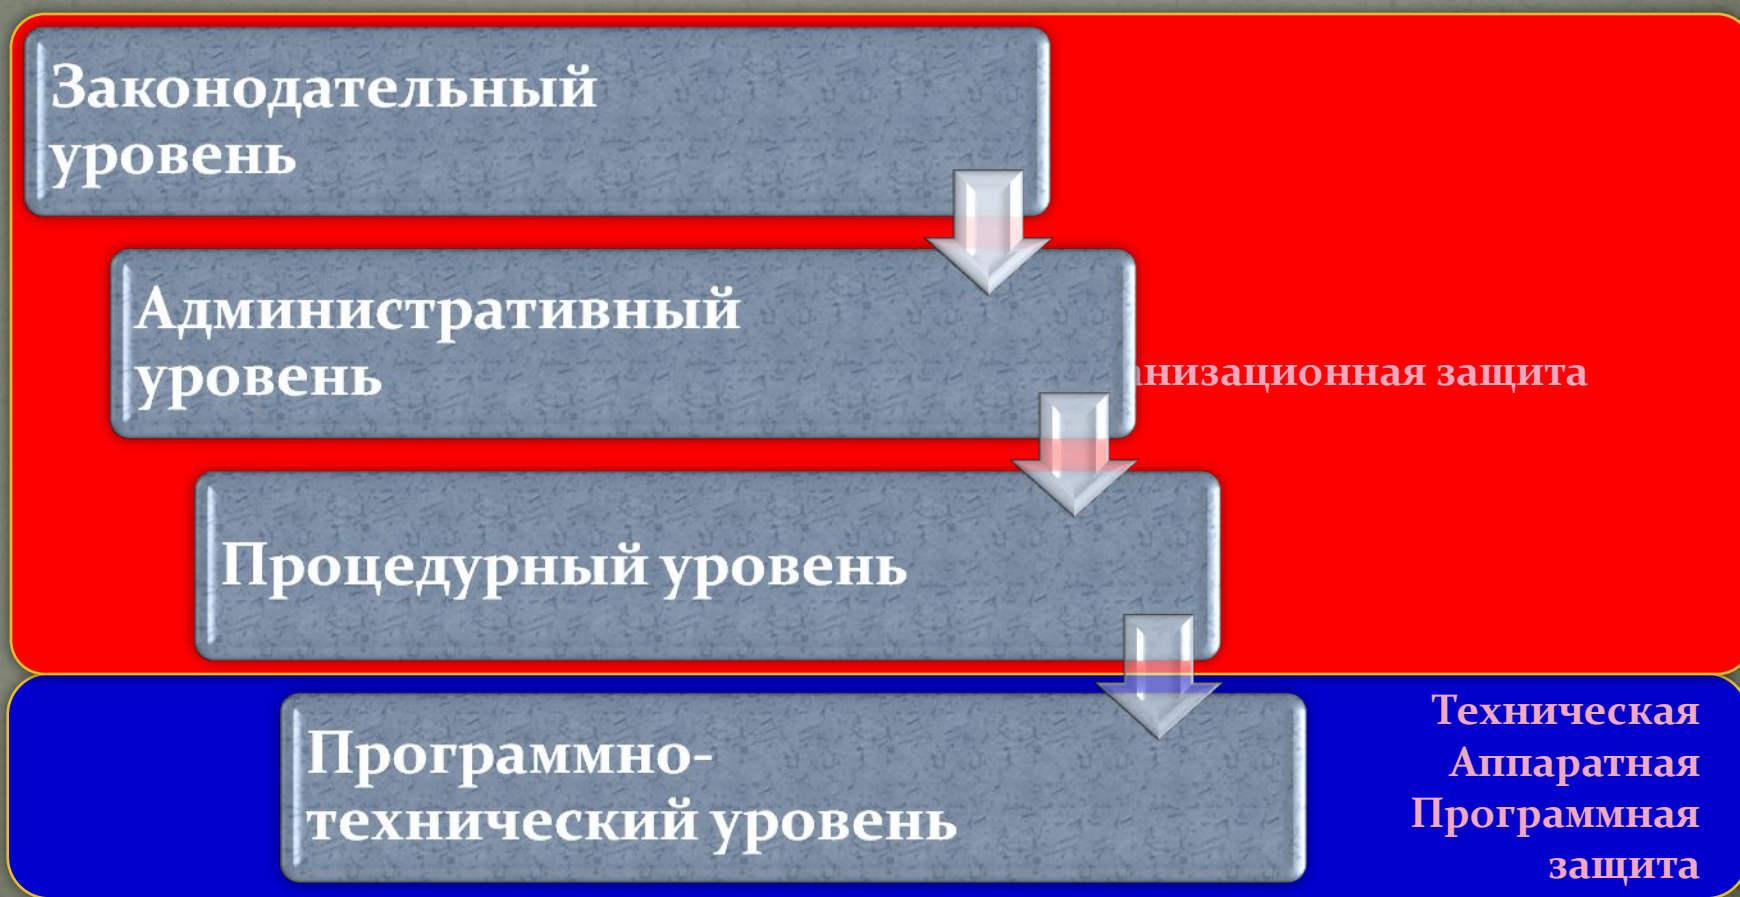 Законодательный
уровень
Административный
уровень
низационная защита
Процедурный уровень
Программно-
технический уровень
Техническая
Аппаратная
Программная
защита